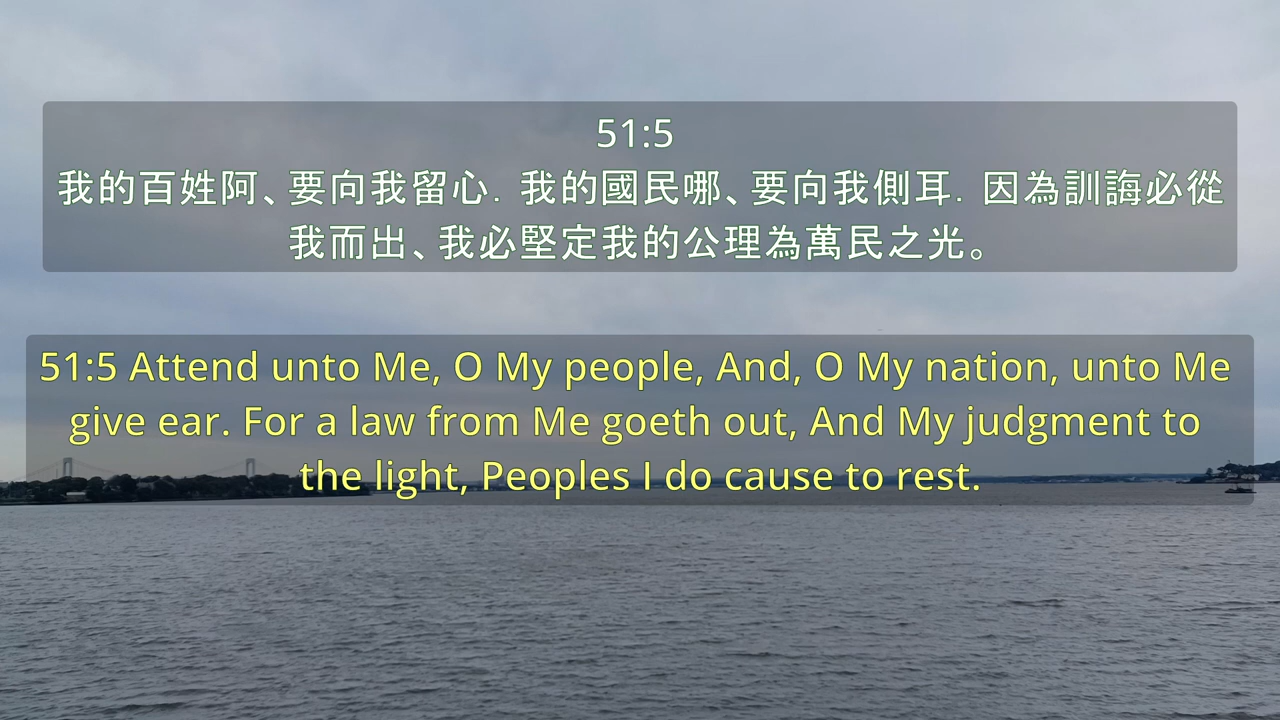 51:5
我的百姓阿、要向我留心．我的國民哪、要向我側耳．因為訓誨必從
我而出、我必堅定我的公理為萬民之光。
51:5 Attend unto Me, O My people, And, O My nation, unto Me
give ear. For a law from Me goeth out, And My judgment to
the light, Peoples I do cause to rest.